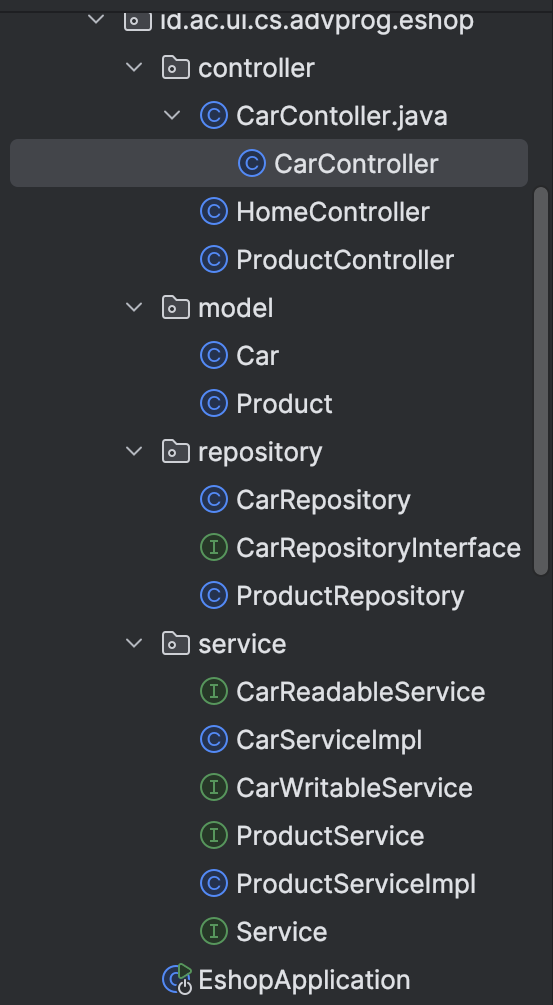 id.ac.ui.cs.advprog.eshop
controller
CarContoller.java
CarController
HomeController
ProductController
model
Car
Product
repository
CarRepository
CarRepositoryInterface
ProductRepository
service
CarReadableService
CarServiceImpl
CarWritableService
ProductService
ProductServiceImpl
Service
EshopApplication